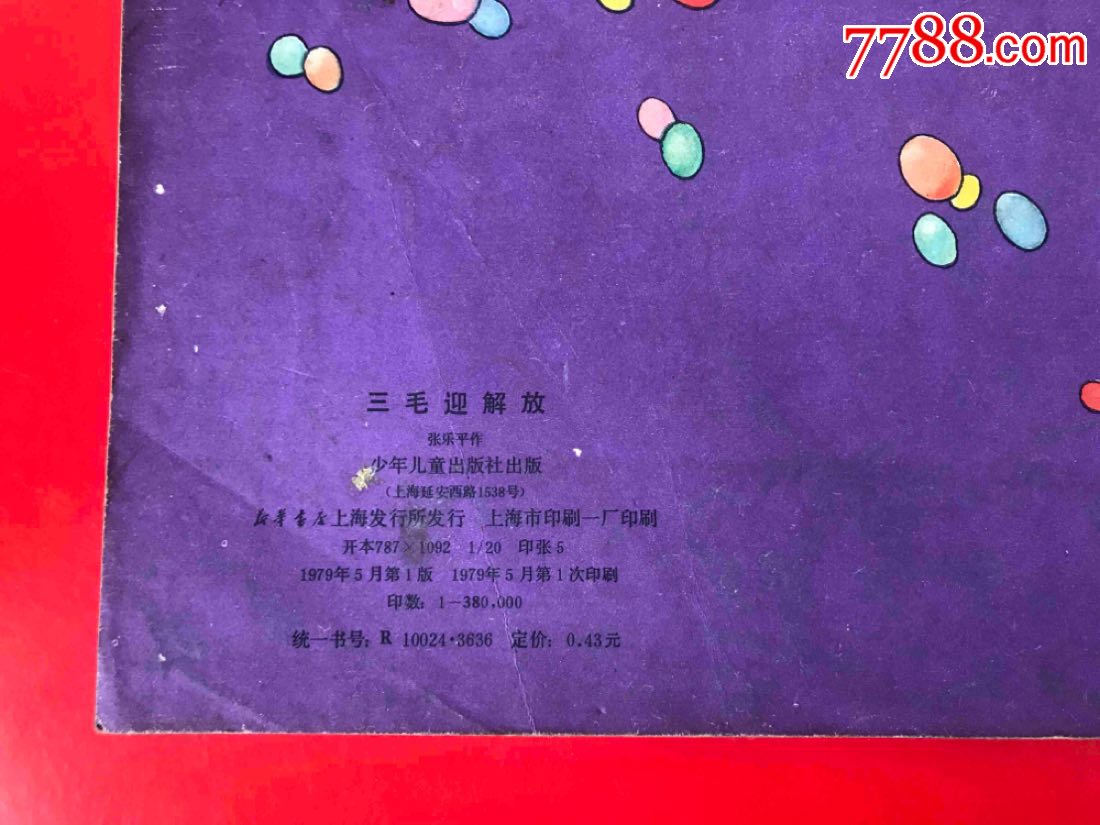 7788.com
三毛迎解放
张乐平作
少年儿童出版社出版
（上海延安西路1538号）
新华书店上海发行所发行 上海市印刷一厂印刷
开本787×1092 1/20 印张5
1979年5月第1版 1979年5月第1次印刷
印数：1—380,000
统一书号：R 10024·3636 定价：0.43元